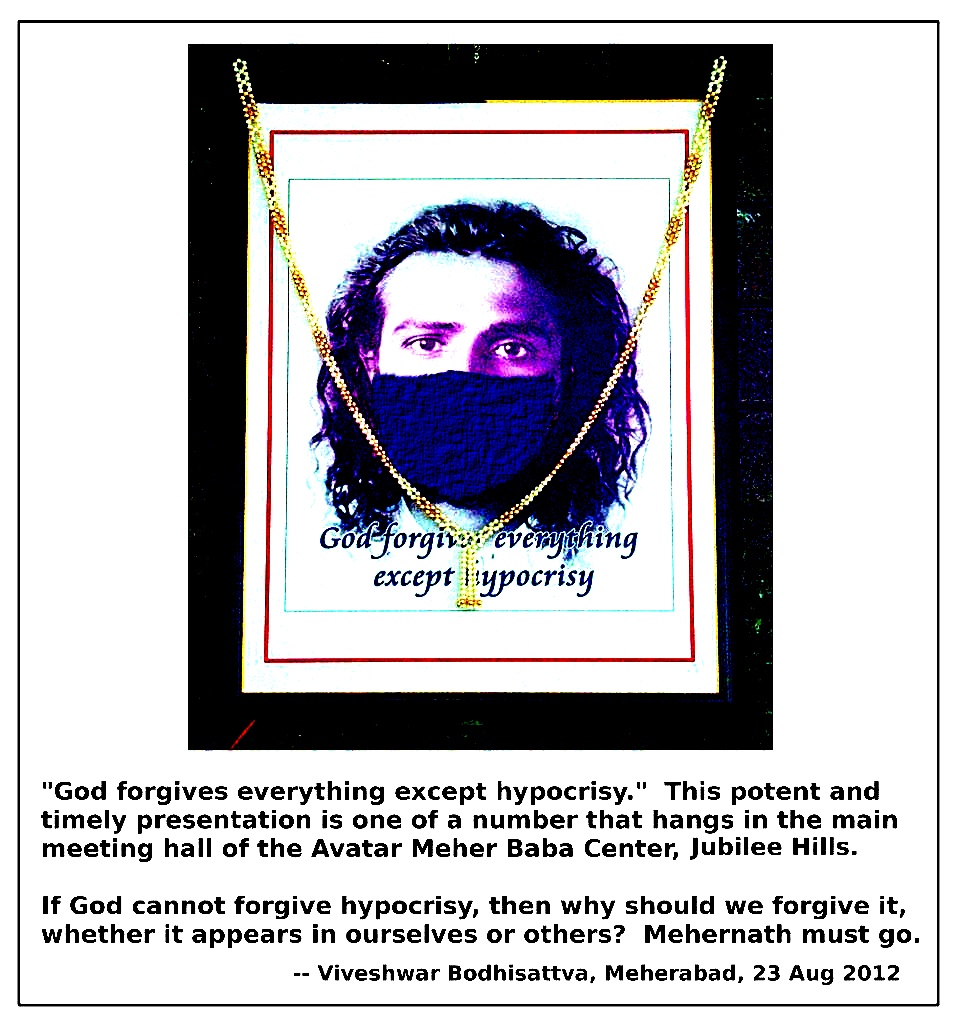 God forgives everything
except hypocrisy
"God forgives everything except hypocrisy." This potent and
timely presentation is one of a number that hangs in the main
meeting hall of the Avatar Meher Baba Center, Jubilee Hills.
If God cannot forgive hypocrisy, then why should we forgive it,
whether it appears in ourselves or others? Mehernath must go.
-- Viveshwar Bodhisattva, Meherabad, 23 Aug 2012